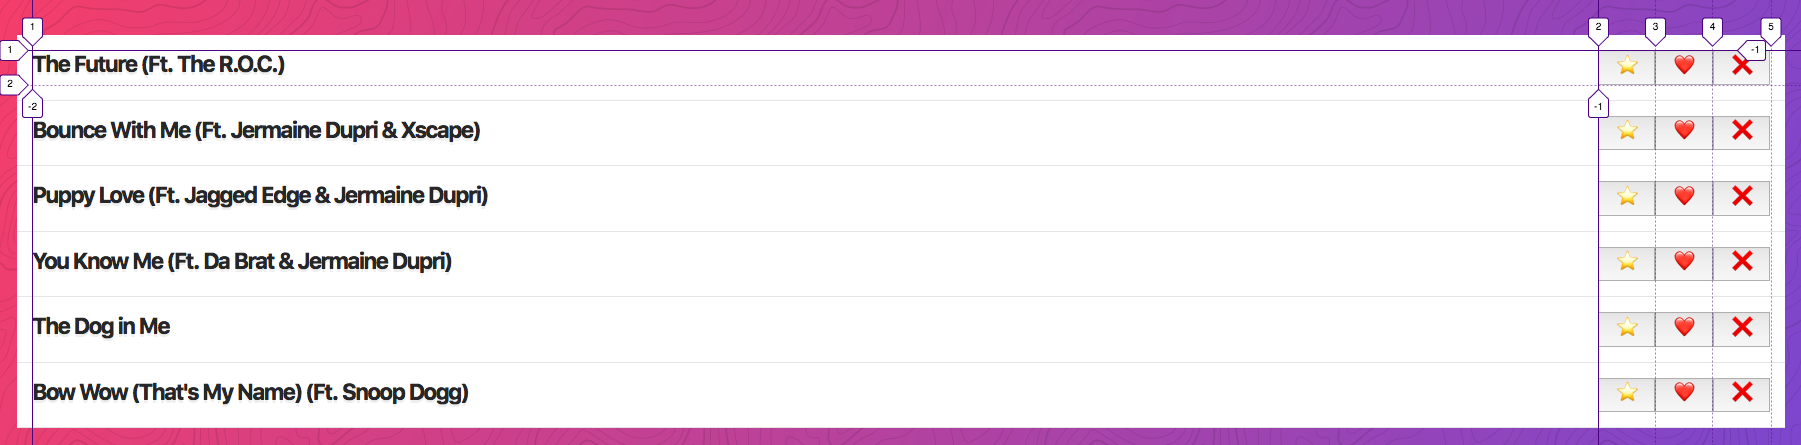 1 2 3 4 5
1 -1
The Future (Ft. The R.O.C.) ⭐ ❤️ ❌
2
-2 -1
Bounce With Me (Ft. Jermaine Dupri & Xscape) ⭐ ❤️ ❌
Puppy Love (Ft. Jagged Edge & Jermaine Dupri) ⭐ ❤️ ❌
You Know Me (Ft. Da Brat & Jermaine Dupri) ⭐ ❤️ ❌
The Dog in Me ⭐ ❤️ ❌
Bow Wow (That's My Name) (Ft. Snoop Dogg) ⭐ ❤️ ❌